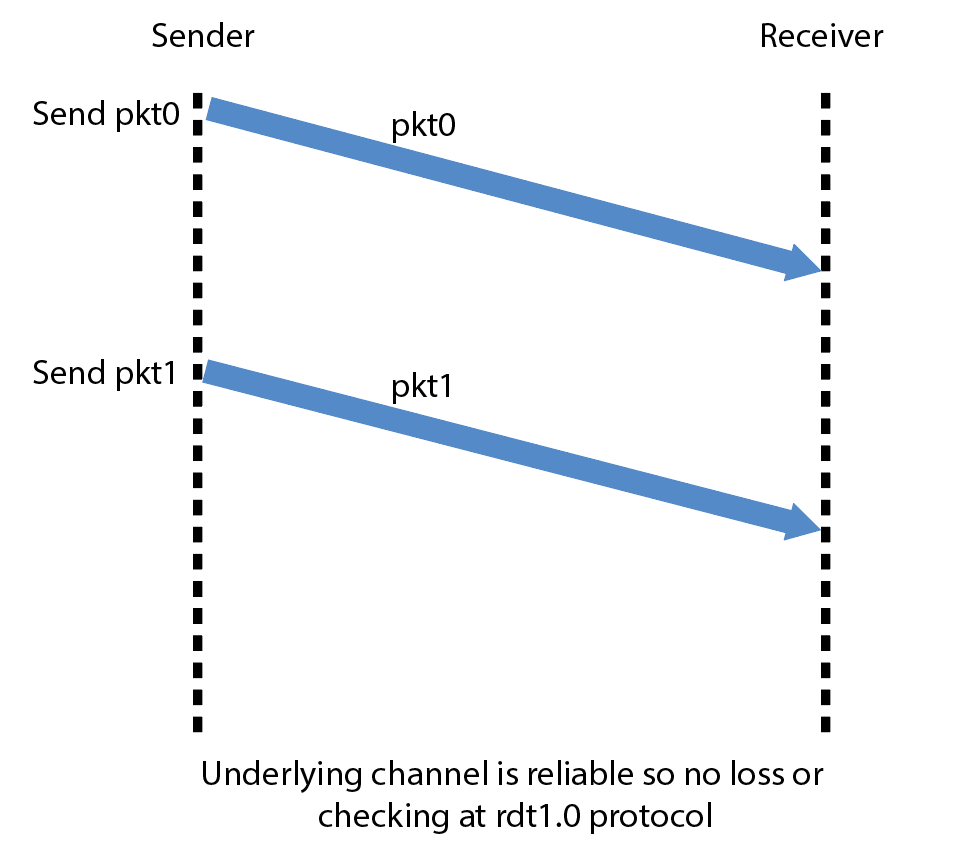 Sender
Receiver
Send pkt0
pkt0
Send pkt1
pkt1
Underlying channel is reliable so no loss or
checking at rdt1.0 protocol